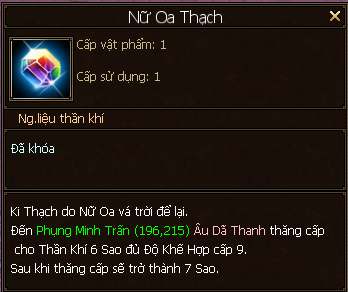 Nữ Oa Thạch
Cấp vật phẩm: 1
Cấp sử dụng: 1
Ng.liệu thần khí
Đã khóa
Kì Thạch do Nữ Oa vá trời để lại.
Đến Phụng Minh Trấn (196,215) Âu Dã Thanh thăng cấp
cho Thần Khí 6 Sao đủ Độ Khế Hợp cấp 9.
Sau khi thăng cấp sẽ trở thành 7 Sao.